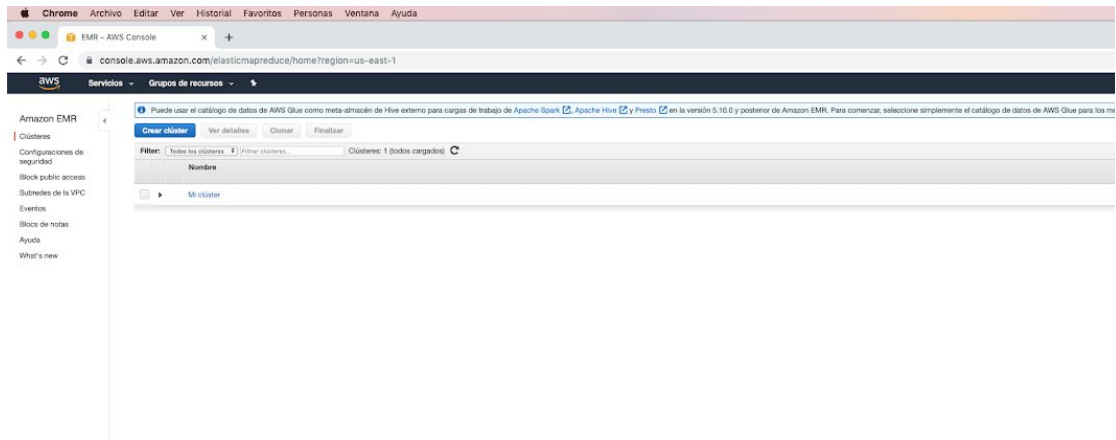 Chrome Archivo Editar Ver Historial Favoritos Personas Ventana Ayuda
EMR – AWS Console
console.aws.amazon.com/elasticmapreduce/home?region=us-east-1
aws Servicios Grupos de recursos
Amazon EMR
Clústeres
Configuraciones de
seguridad
Block public access
Subredes de la VPC
Eventos
Blocs de notas
Ayuda
What's new
Puede usar el catálogo de datos de AWS Glue como meta-almacén de Hive externo para cargas de trabajo de Apache Spark, Apache Hive y Presto en la versión 5.10.0 y posterior de Amazon EMR. Para comenzar, seleccione simplemente el catálogo de datos de AWS Glue para los me
Crear clúster Ver detalles Clonar Finalizar
Filter: Todos los clústeres Filtrar clústeres... Clústeres: 1 (todos cargados)
Nombre
Mi clúster